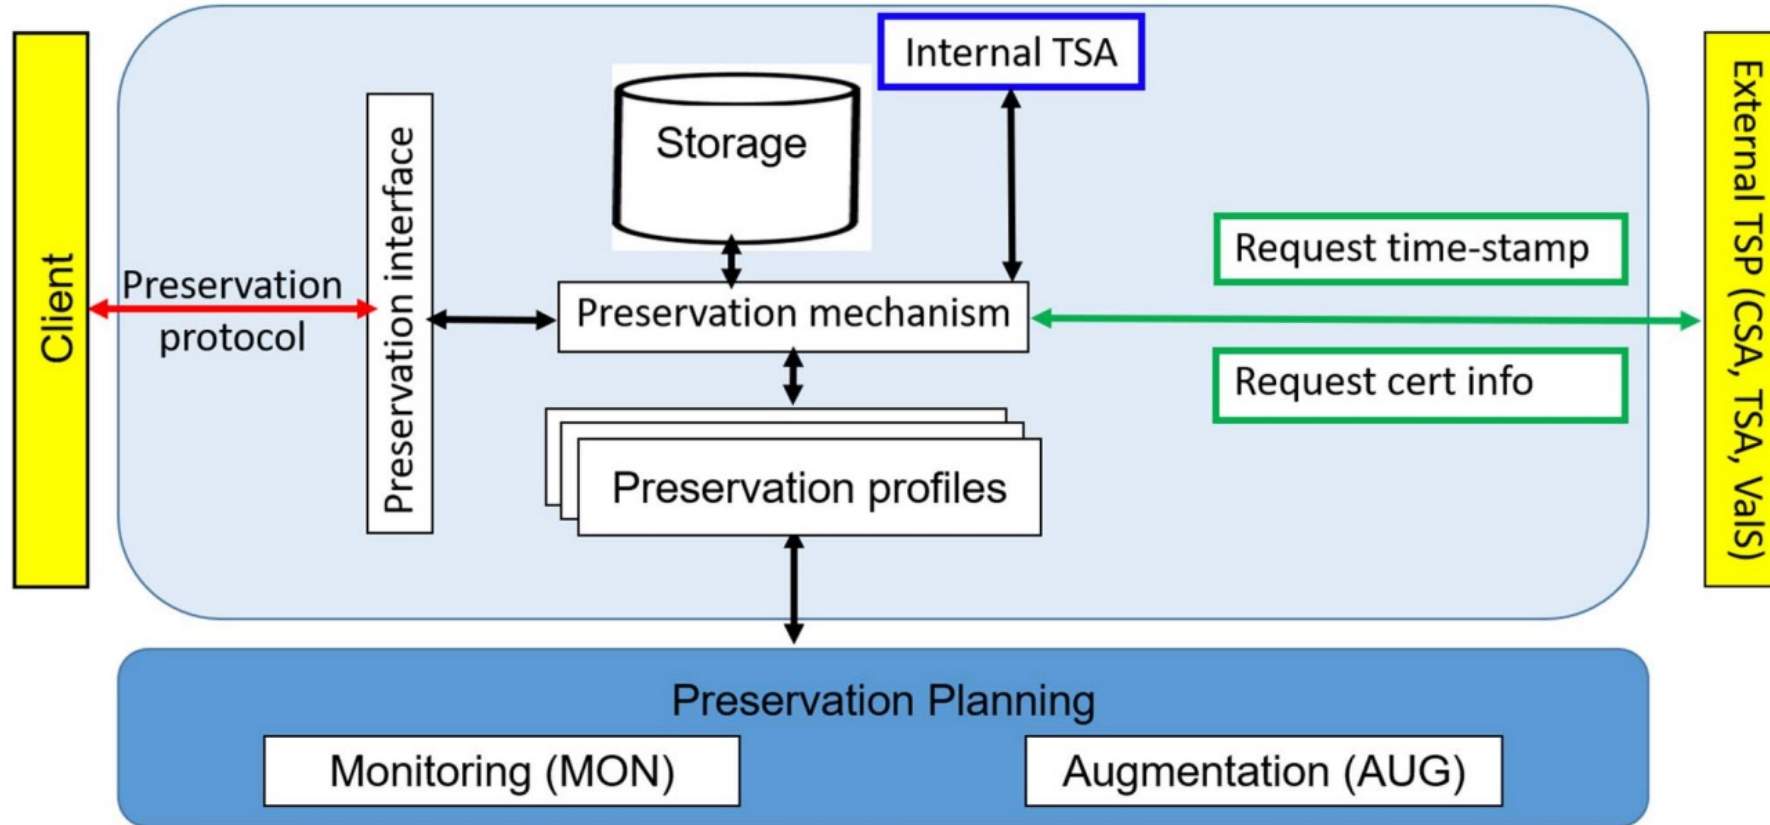 Internal TSA
Storage
Client
Preservation
protocol
Preservation interface
Preservation mechanism
Request time-stamp
Request cert info
External TSP (CSA, TSA, ValS)
Preservation profiles
Preservation Planning
Monitoring (MON)
Augmentation (AUG)